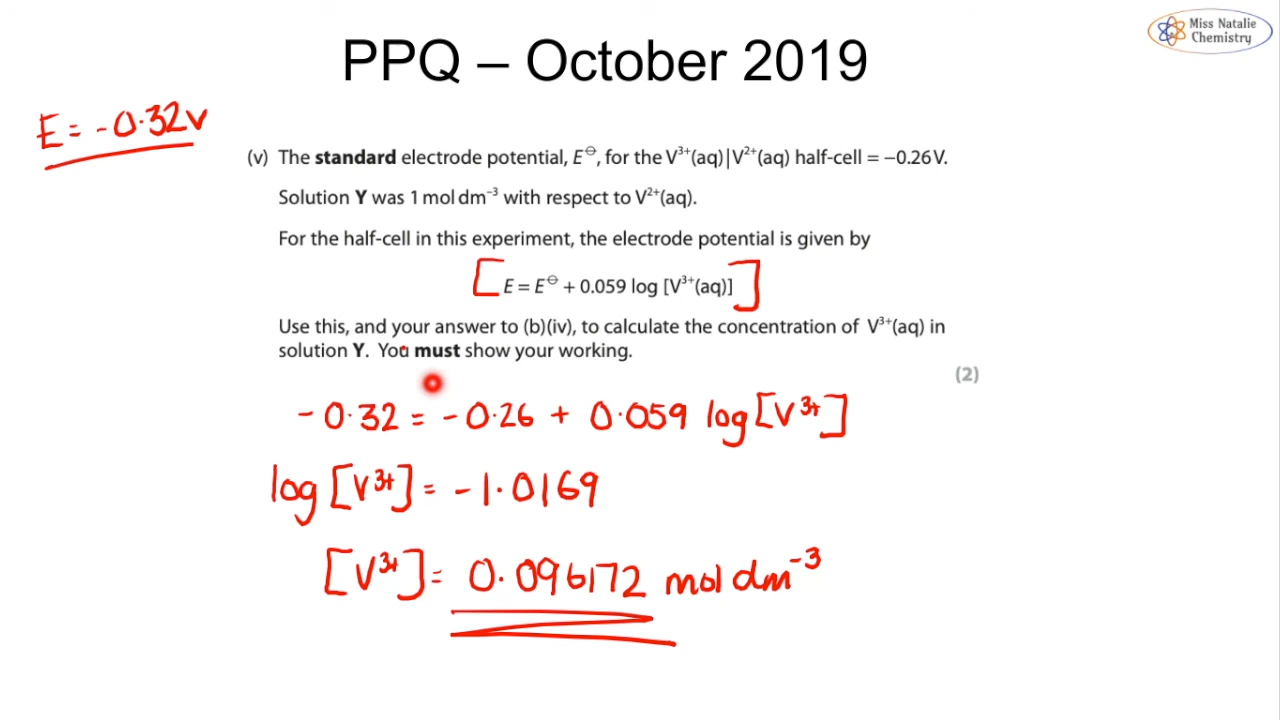 Miss Natalie
Chemistry
PPQ – October 2019
E = -0.32V
(v) The standard electrode potential, E⦵, for the V³⁺(aq)|V²⁺(aq) half-cell = −0.26V.
Solution Y was 1 mol dm⁻³ with respect to V²⁺(aq).
For the half-cell in this experiment, the electrode potential is given by
[E = E⦵ + 0.059 log [V³⁺(aq)]]
Use this, and your answer to (b)(iv), to calculate the concentration of V³⁺(aq) in
solution Y. You must show your working.
(2)
-0.32 = -0.26 + 0.059 log [V³⁺]
log [V³⁺] = -1.0169
[V³⁺] = 0.096172 mol dm⁻³